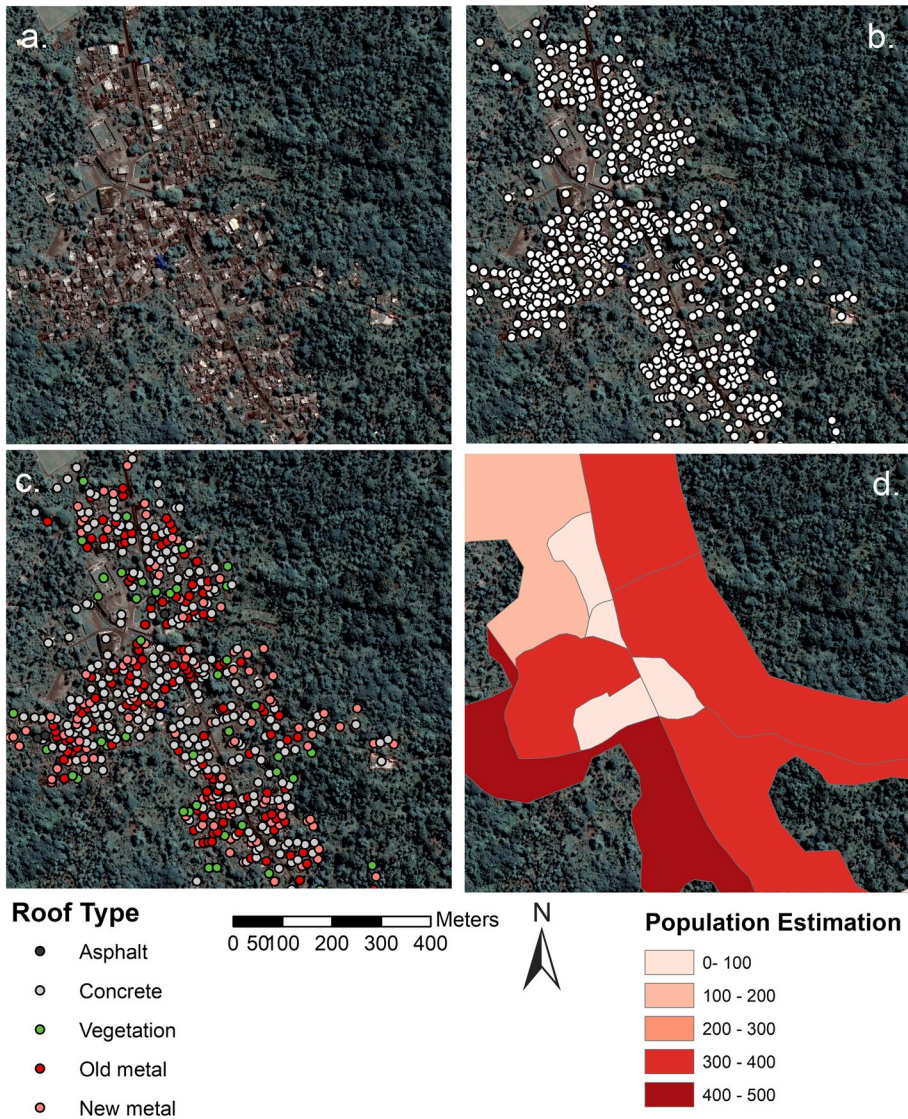 a.
b.
c.
d.
Roof Type
Asphalt
Concrete
Vegetation
Old metal
New metal
Meters
0 50100 200 300 400
N
Population Estimation
0- 100
100 - 200
200 - 300
300 - 400
400 - 500